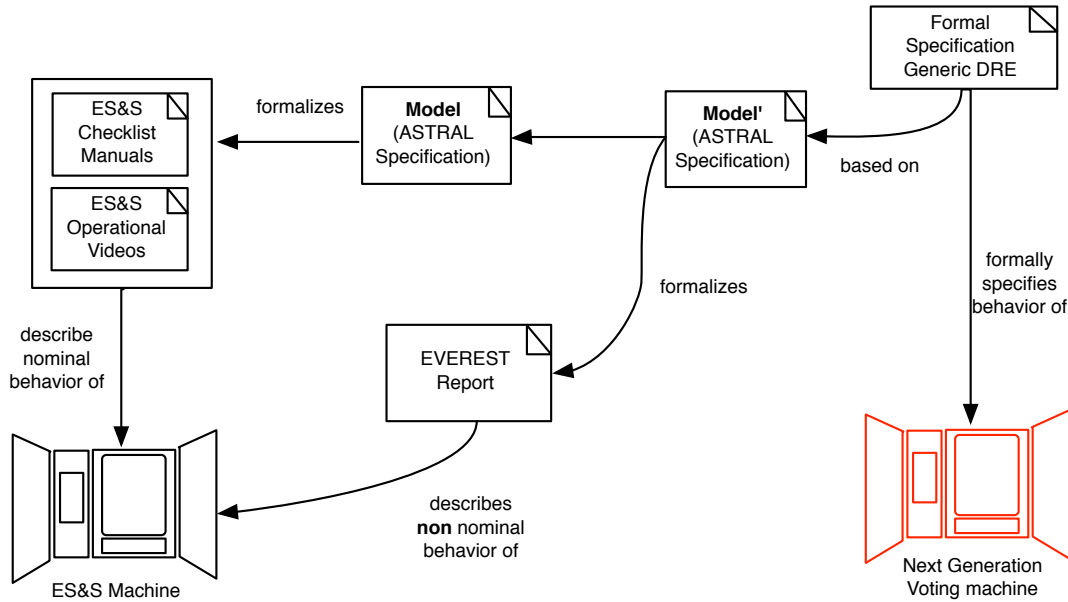 Formal
Specification
Generic DRE
ES&S
Checklist
Manuals
ES&S
Operational
Videos
formalizes
Model
(ASTRAL
Specification)
Model'
(ASTRAL
Specification)
based on
formalizes
formally
specifies
behavior of
describe
nominal
behavior of
EVEREST
Report
describes
non nominal
behavior of
ES&S Machine
Next Generation
Voting machine